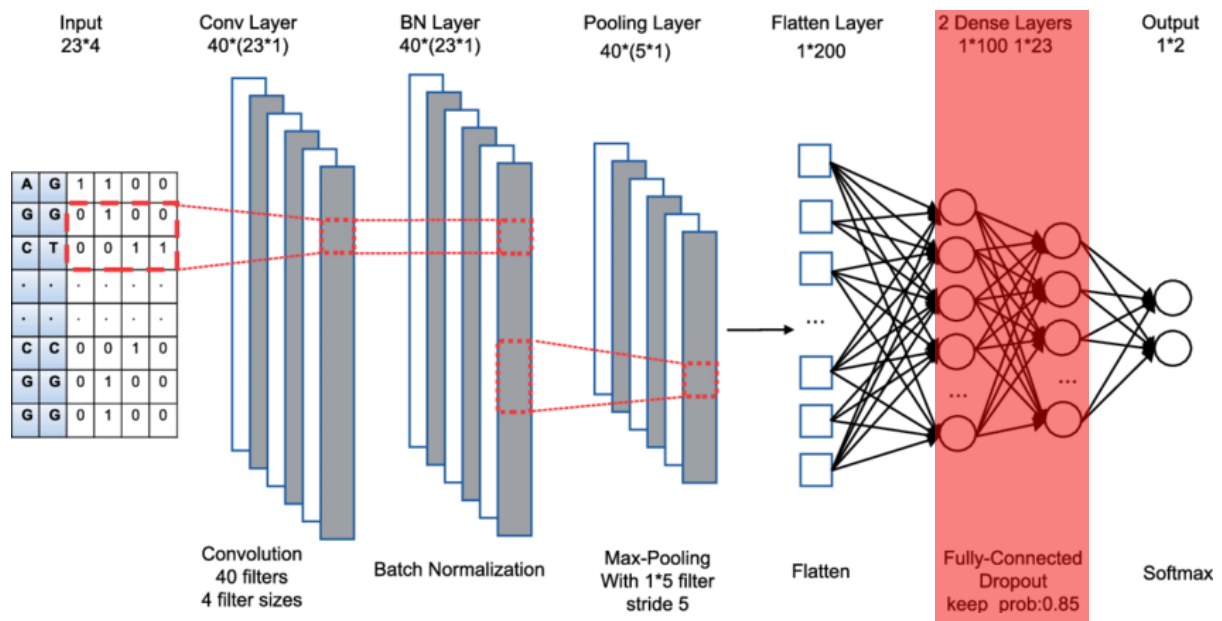 Input
23*4
Conv Layer
40*(23*1)
BN Layer
40*(23*1)
Pooling Layer
40*(5*1)
Flatten Layer
1*200
2 Dense Layers
1*100 1*23
Output
1*2
A G 1 1 0 0
G G 0 1 0 0
C T 0 0 1 1
. . . . . .
. . . . . .
C C 0 0 1 0
G G 0 1 0 0
G G 0 1 0 0
...
...
...
Convolution
40 filters
4 filter sizes
Batch Normalization
Max-Pooling
With 1*5 filter
stride 5
Flatten
Fully-Connected
Dropout
keep_prob:0.85
Softmax